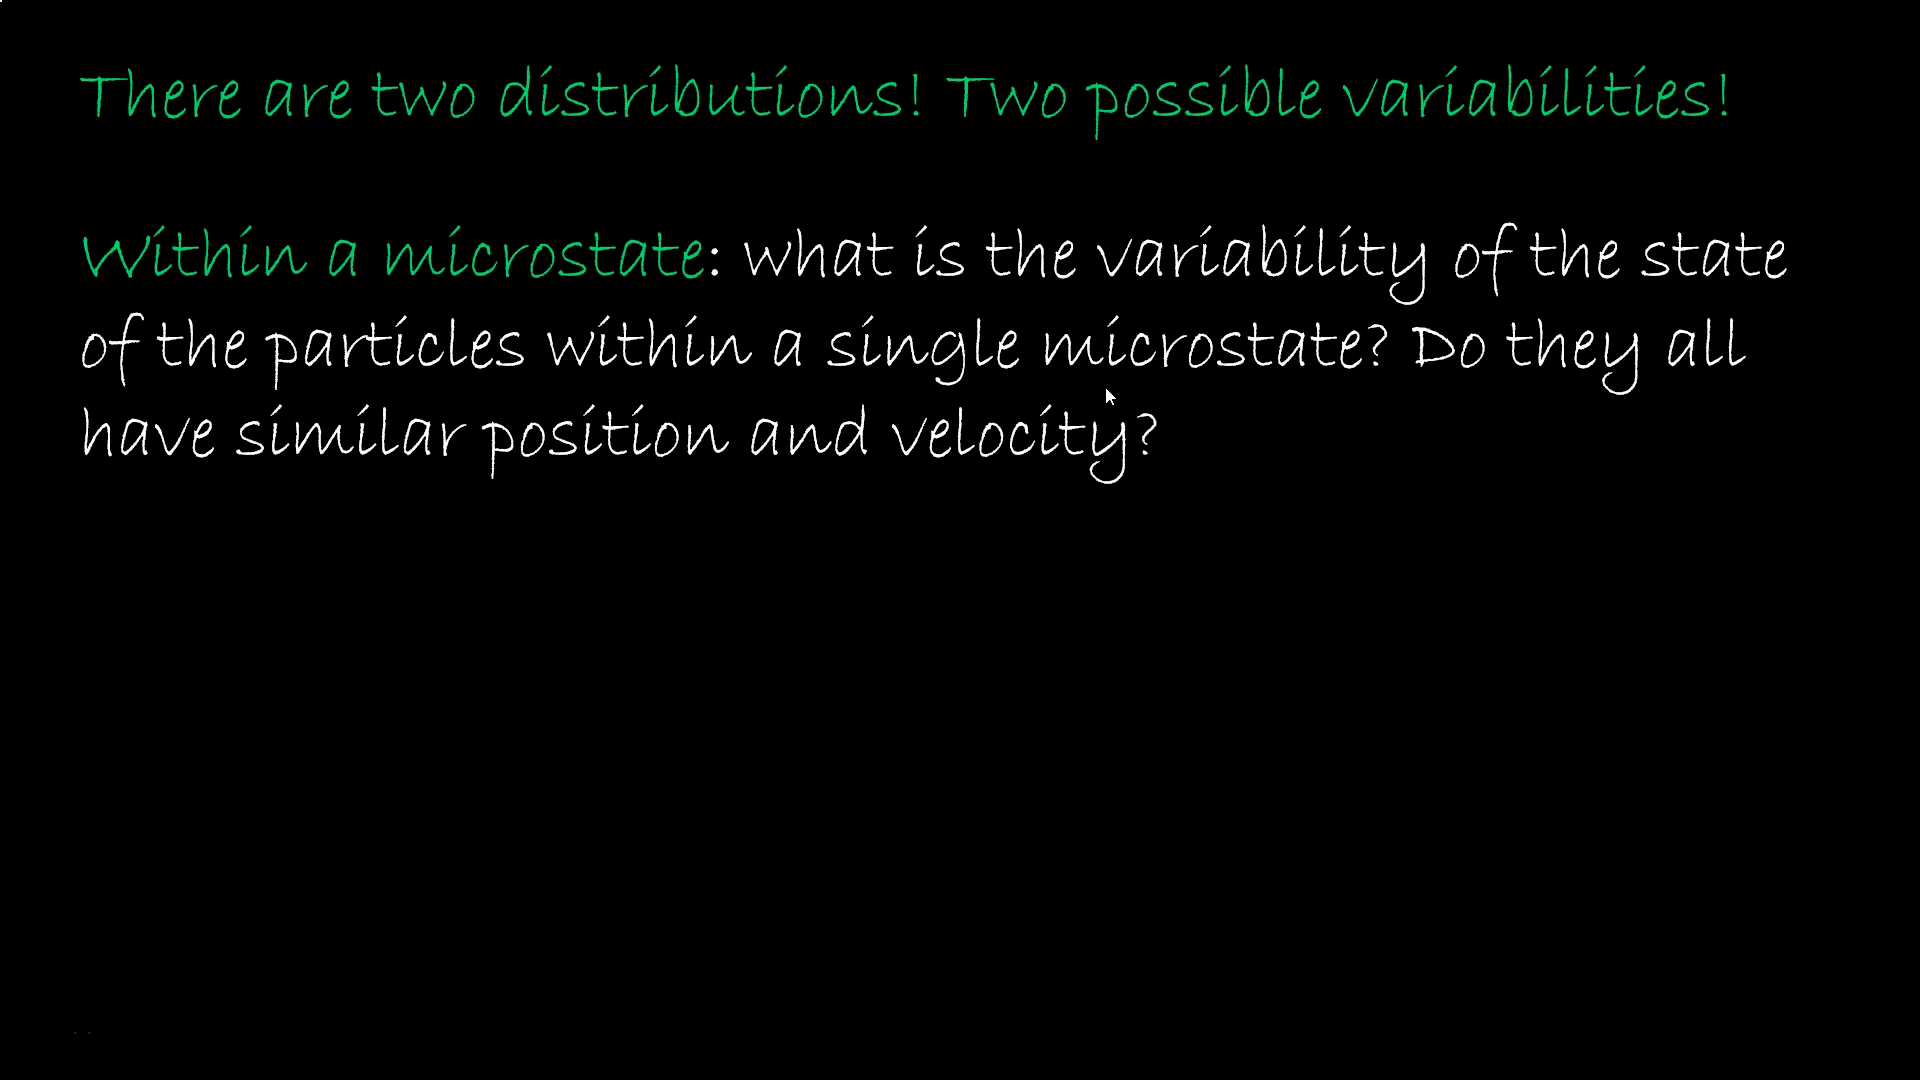 There are two distributions! Two possible variabilities!
Within a microstate: what is the variability of the state
of the particles within a single microstate? Do they all
have similar position and velocity?